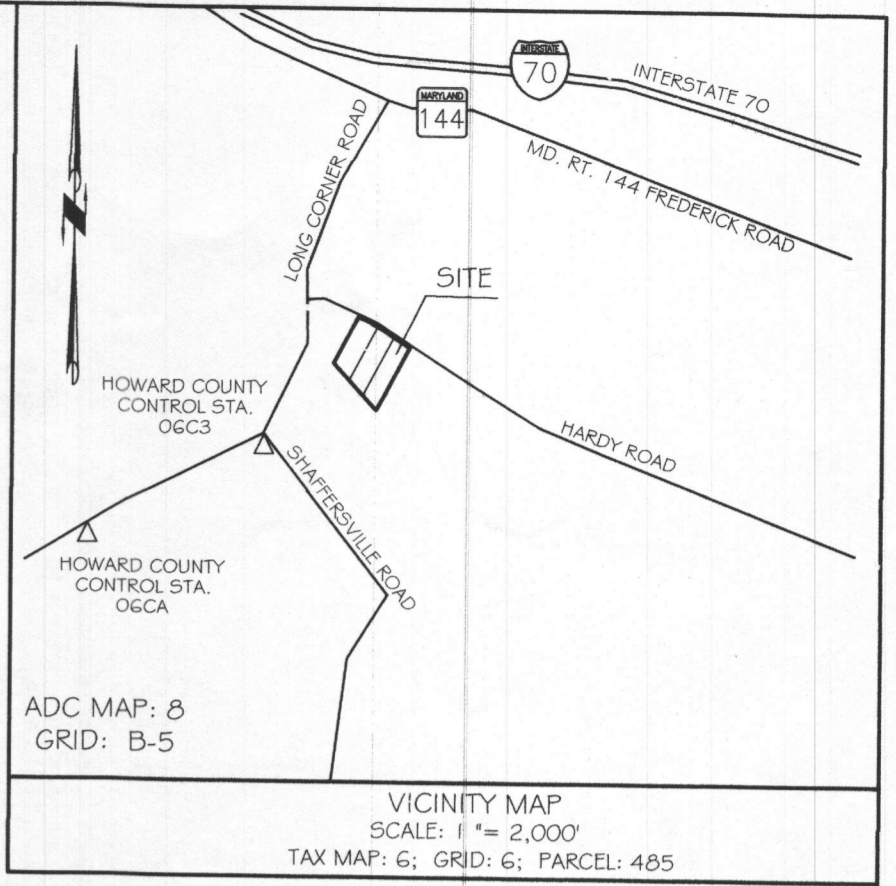 INTERSTATE
70
INTERSTATE 70
MARYLAND
144
MD. RT. 144 FREDERICK ROAD
LONG CORNER ROAD
SITE
HOWARD COUNTY
CONTROL STA.
06C3
HARDY ROAD
SHAFFERSVILLE ROAD
HOWARD COUNTY
CONTROL STA.
06CA
ADC MAP: 8
GRID: B-5
VICINITY MAP
SCALE: 1 "= 2,000'
TAX MAP: 6; GRID: 6; PARCEL: 485